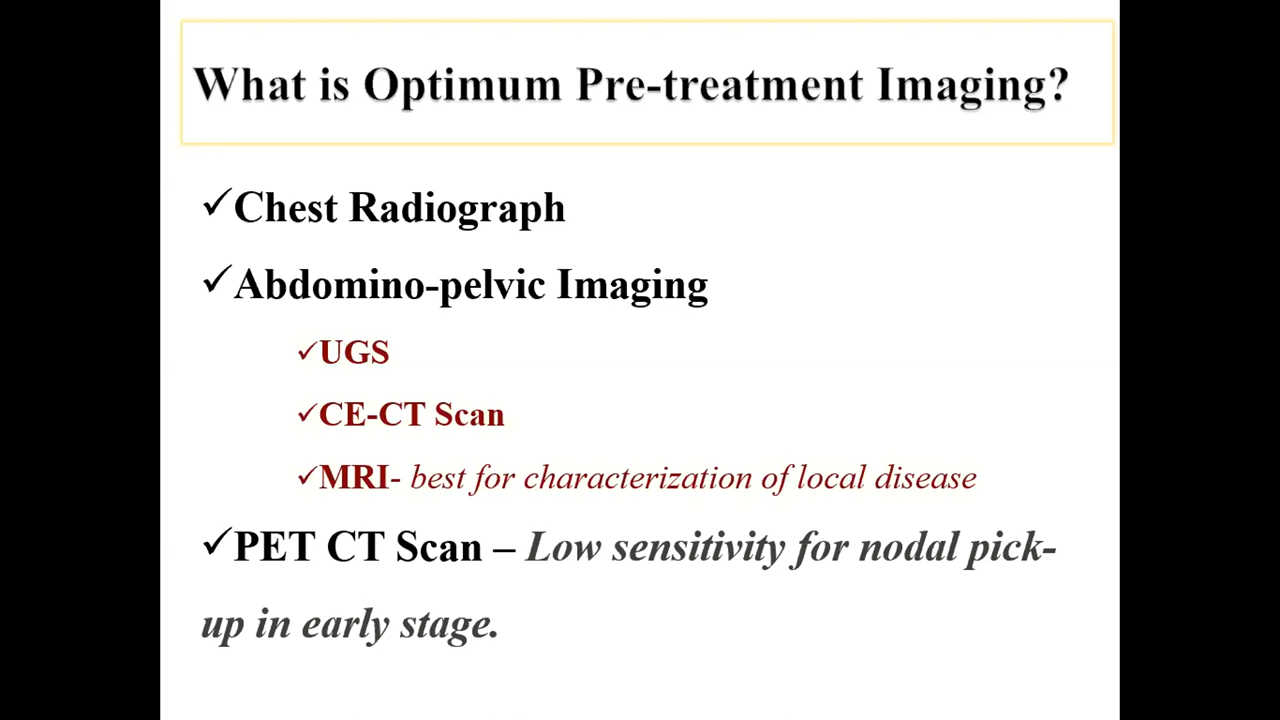 What is Optimum Pre-treatment Imaging?
✓Chest Radiograph
✓Abdomino-pelvic Imaging
✓UGS
✓CE-CT Scan
✓MRI- best for characterization of local disease
✓PET CT Scan – Low sensitivity for nodal pick-
up in early stage.